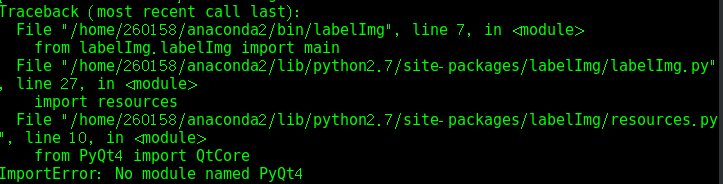 Traceback (most recent call last):
  File "/home/260158/anaconda2/bin/labelImg", line 7, in <module>
    from labelImg.labelImg import main
  File "/home/260158/anaconda2/lib/python2.7/site-packages/labelImg/labelImg.py"
, line 27, in <module>
    import resources
  File "/home/260158/anaconda2/lib/python2.7/site-packages/labelImg/resources.py
", line 10, in <module>
    from PyQt4 import QtCore
ImportError: No module named PyQt4